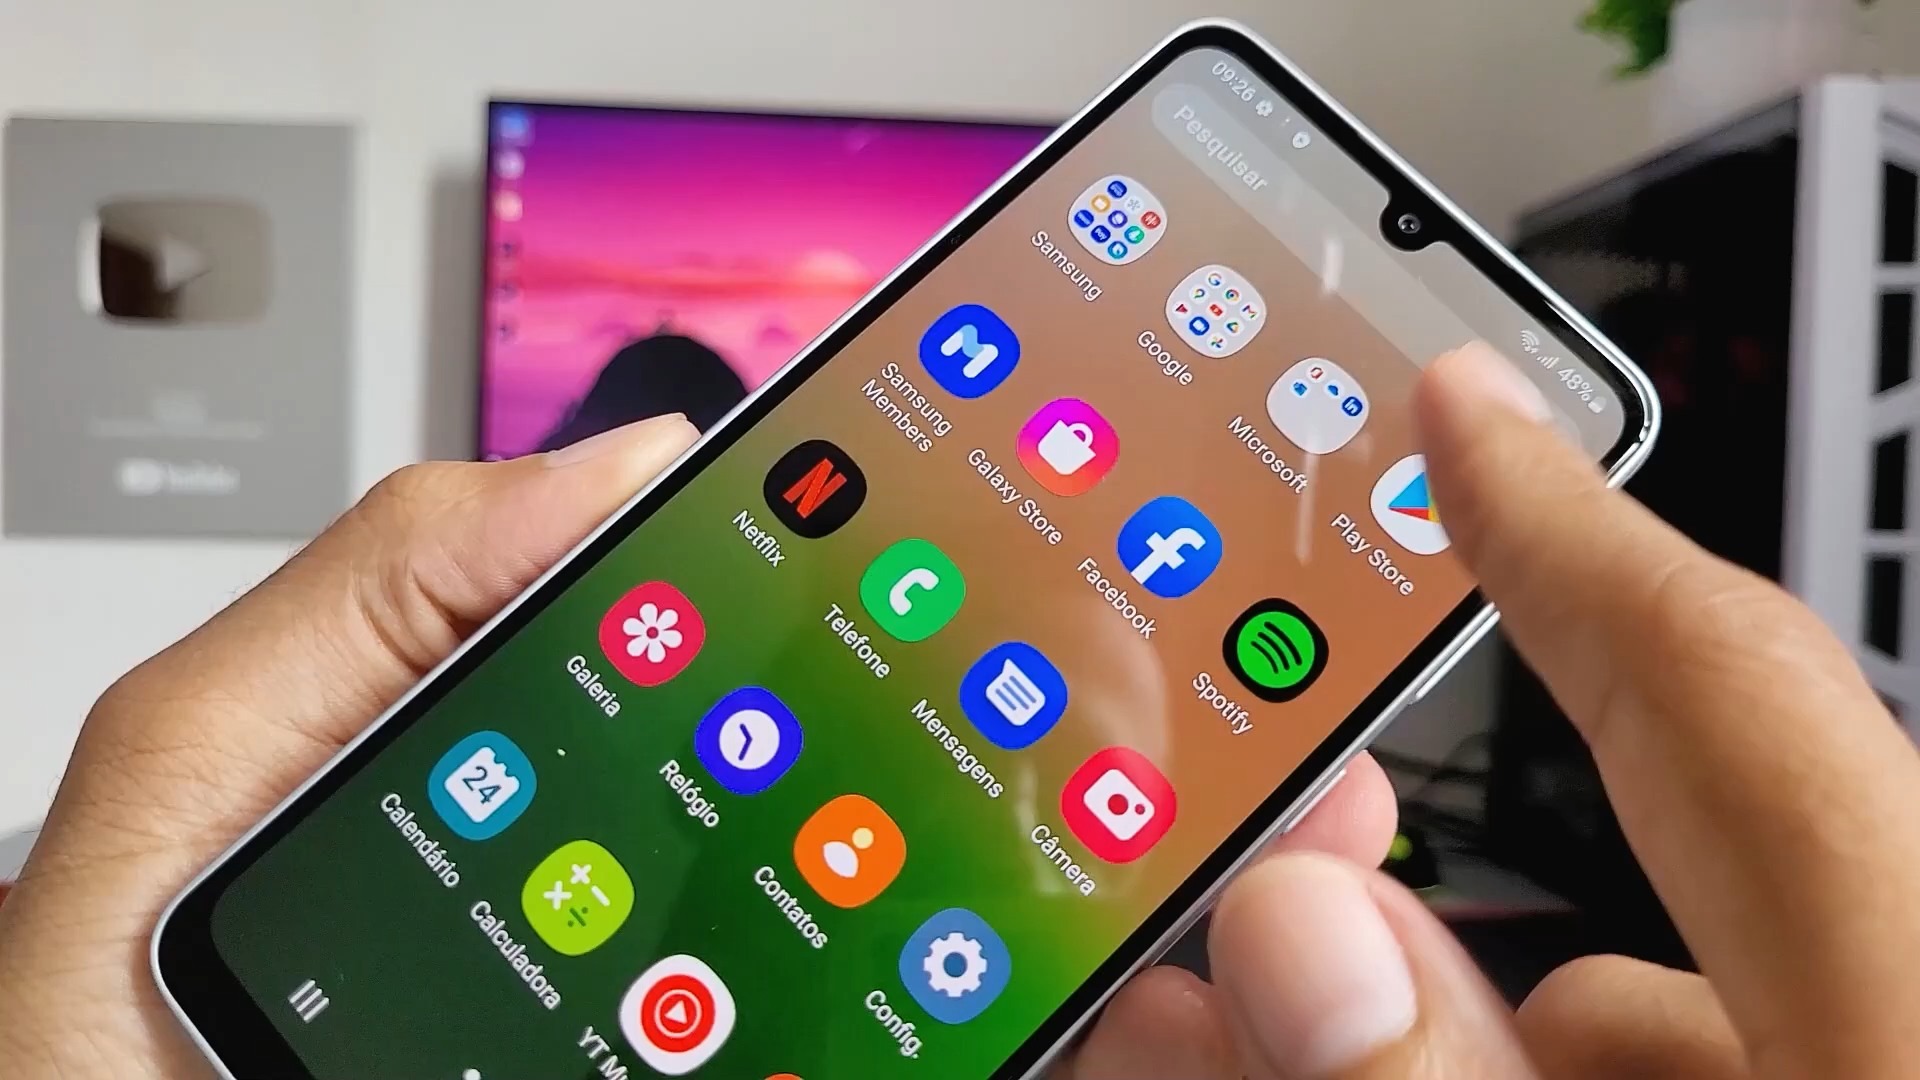 09:26
48%
Pesquisar
Samsung
Google
Microsoft
Play Store
Samsung
Members
Galaxy Store
Facebook
Spotify
Netflix
Telefone
Mensagens
Câmera
Galeria
Relógio
Contatos
Config.
24
Calendário
Calculadora
YT M